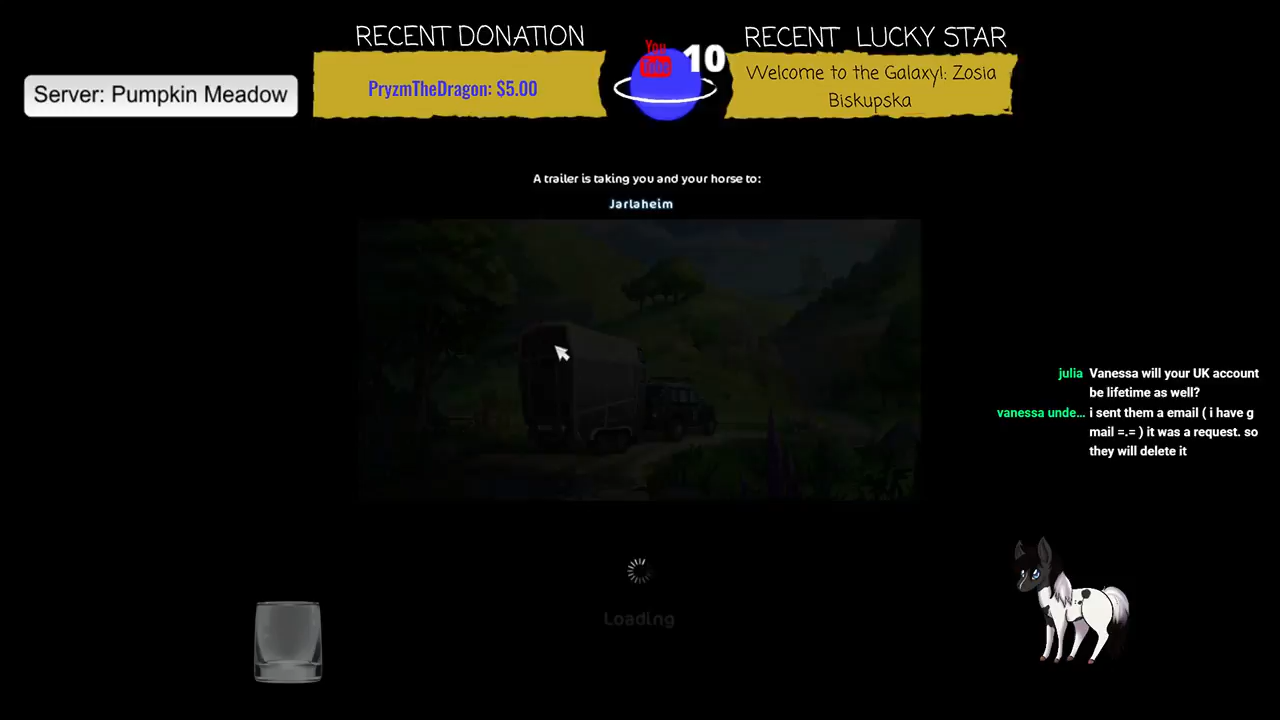 RECENT DONATION
RECENT LUCKY STAR
You
Tube
10
Server: Pumpkin Meadow
PryzmTheDragon: $5.00
Welcome to the Galaxy!: Zosia
Biskupska
A trailer is taking you and your horse to:
Jarlaheim
julia Vanessa will your UK account
be lifetime as well?
vanessa unde… i sent them a email ( i have g
mail =.= ) it was a request. so
they will delete it
Loading